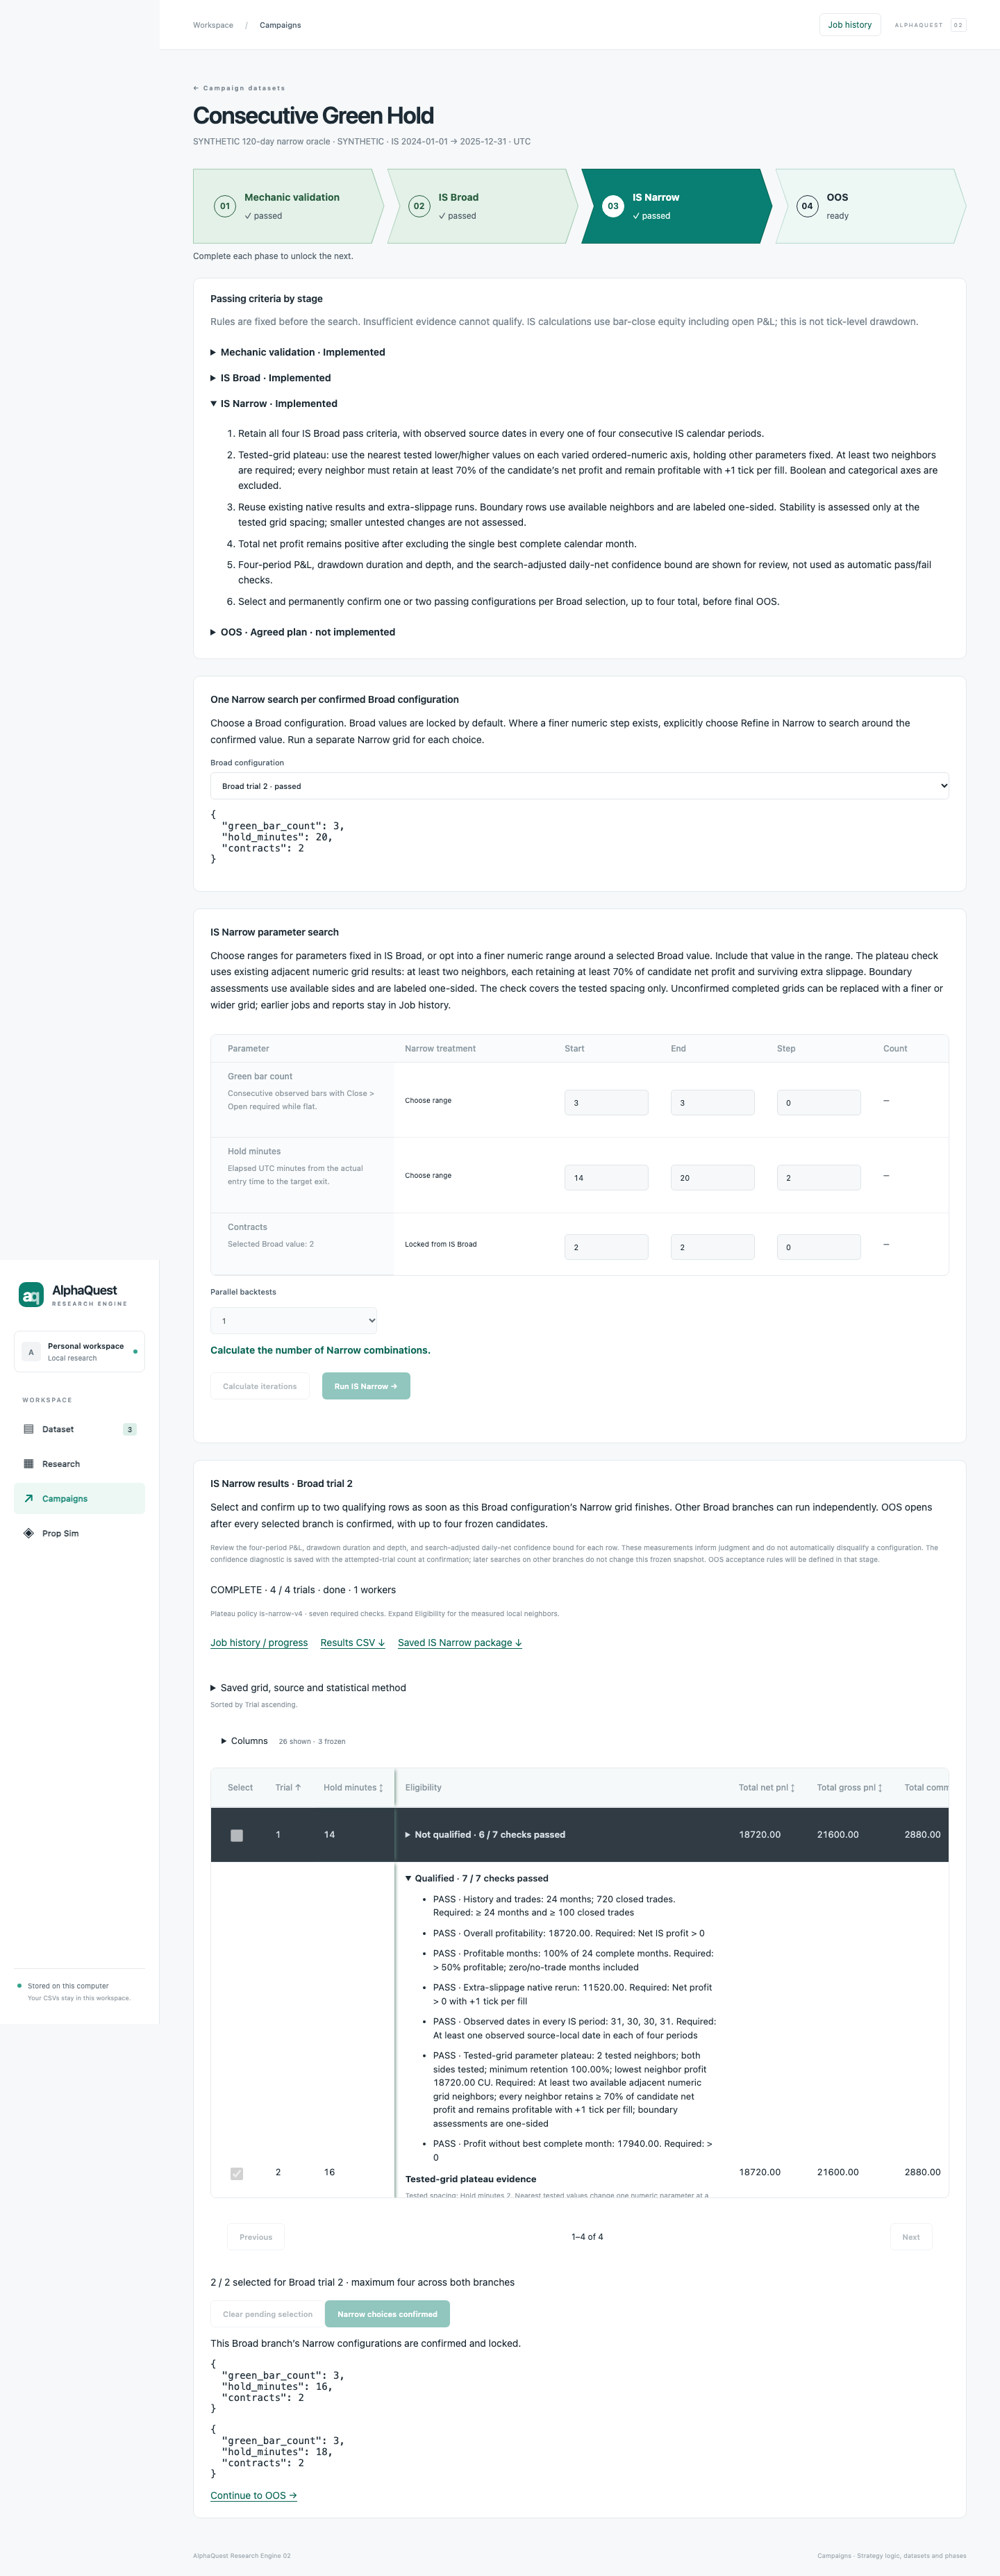 Workspace / Campaigns
Job history
ALPHAQUEST 02
← Campaign datasets
Consecutive Green Hold
SYNTHETIC 120-day narrow oracle · SYNTHETIC · IS 2024-01-01 → 2025-12-31 · UTC
01 Mechanic validation
✓ passed
02 IS Broad
✓ passed
03 IS Narrow
✓ passed
04 OOS
ready
Complete each phase to unlock the next.
Passing criteria by stage
Rules are fixed before the search. Insufficient evidence cannot qualify. IS calculations use bar-close equity including open P&L; this is not tick-level drawdown.
▶ Mechanic validation · Implemented
▶ IS Broad · Implemented
▼ IS Narrow · Implemented
1. Retain all four IS Broad pass criteria, with observed source dates in every one of four consecutive IS calendar periods.
2. Tested-grid plateau: use the nearest tested lower/higher values on each varied ordered-numeric axis, holding other parameters fixed. At least two neighbors
are required; every neighbor must retain at least 70% of the candidate's net profit and remain profitable with +1 tick per fill. Boolean and categorical axes are
excluded.
3. Reuse existing native results and extra-slippage runs. Boundary rows use available neighbors and are labeled one-sided. Stability is assessed only at the
tested grid spacing; smaller untested changes are not assessed.
4. Total net profit remains positive after excluding the single best complete calendar month.
5. Four-period P&L, drawdown duration and depth, and the search-adjusted daily-net confidence bound are shown for review, not used as automatic pass/fail
checks.
6. Select and permanently confirm one or two passing configurations per Broad selection, up to four total, before final OOS.
▶ OOS · Agreed plan · not implemented
One Narrow search per confirmed Broad configuration
Choose a Broad configuration. Broad values are locked by default. Where a finer numeric step exists, explicitly choose Refine in Narrow to search around the
confirmed value. Run a separate Narrow grid for each choice.
Broad configuration
Broad trial 2 · passed
{
"green_bar_count": 3,
"hold_minutes": 20,
"contracts": 2
}
IS Narrow parameter search
Choose ranges for parameters fixed in IS Broad, or opt into a finer numeric range around a selected Broad value. Include that value in the range. The plateau check
uses existing adjacent numeric grid results: at least two neighbors, each retaining at least 70% of candidate net profit and surviving extra slippage. Boundary
assessments use available sides and are labeled one-sided. The check covers the tested spacing only. Unconfirmed completed grids can be replaced with a finer or
wider grid; earlier jobs and reports stay in Job history.
Parameter Narrow treatment Start End Step Count
Green bar count
Consecutive observed bars with Close >
Open required while flat.
Choose range 3 3 0 —
Hold minutes
Elapsed UTC minutes from the actual
entry time to the target exit.
Choose range 14 20 2 —
Contracts
Selected Broad value: 2
Locked from IS Broad 2 2 0 —
Parallel backtests
1
Calculate the number of Narrow combinations.
Calculate iterations
Run IS Narrow →
aq AlphaQuest
RESEARCH ENGINE
A Personal workspace
Local research
WORKSPACE
Dataset 3
Research
Campaigns
Prop Sim
Stored on this computer
Your CSVs stay in this workspace.
IS Narrow results · Broad trial 2
Select and confirm up to two qualifying rows as soon as this Broad configuration's Narrow grid finishes. Other Broad branches can run independently. OOS opens
after every selected branch is confirmed, with up to four frozen candidates.
Review the four-period P&L, drawdown duration and depth, and search-adjusted daily-net confidence bound for each row. These measurements inform judgment and do not automatically disqualify a configuration. The
confidence diagnostic is saved with the attempted-trial count at confirmation; later searches on other branches do not change this frozen snapshot. OOS acceptance rules will be defined in that stage.
COMPLETE · 4 / 4 trials · done · 1 workers
Plateau policy is-narrow-v4 · seven required checks. Expand Eligibility for the measured local neighbors.
Job history / progress Results CSV ↓ Saved IS Narrow package ↓
▶ Saved grid, source and statistical method
Sorted by Trial ascending.
▶ Columns 26 shown · 3 frozen
Select Trial ↑ Hold minutes ↕ Eligibility Total net pnl ↕ Total gross pnl ↕ Total comm
1 14 ▶ Not qualified · 6 / 7 checks passed 18720.00 21600.00 2880.00
▼ Qualified · 7 / 7 checks passed
• PASS · History and trades: 24 months; 720 closed trades.
Required: ≥ 24 months and ≥ 100 closed trades
• PASS · Overall profitability: 18720.00. Required: Net IS profit > 0
• PASS · Profitable months: 100% of 24 complete months. Required:
> 50% profitable; zero/no-trade months included
• PASS · Extra-slippage native rerun: 11520.00. Required: Net profit
> 0 with +1 tick per fill
• PASS · Observed dates in every IS period: 31, 30, 30, 31. Required:
At least one observed source-local date in each of four periods
• PASS · Tested-grid parameter plateau: 2 tested neighbors; both
sides tested; minimum retention 100.00%; lowest neighbor profit
18720.00 CU. Required: At least two available adjacent numeric
grid neighbors; every neighbor retains ≥ 70% of candidate net
profit and remains profitable with +1 tick per fill; boundary
assessments are one-sided
• PASS · Profit without best complete month: 17940.00. Required: >
0
2 16 18720.00 21600.00 2880.00
Tested-grid plateau evidence
Tested spacing: Hold minutes 2. Nearest tested values change one numeric parameter at a
Previous
1–4 of 4
Next
2 / 2 selected for Broad trial 2 · maximum four across both branches
Clear pending selection
Narrow choices confirmed
This Broad branch's Narrow configurations are confirmed and locked.
{
"green_bar_count": 3,
"hold_minutes": 16,
"contracts": 2
}
{
"green_bar_count": 3,
"hold_minutes": 18,
"contracts": 2
}
Continue to OOS →
AlphaQuest Research Engine 02
Campaigns · Strategy logic, datasets and phases